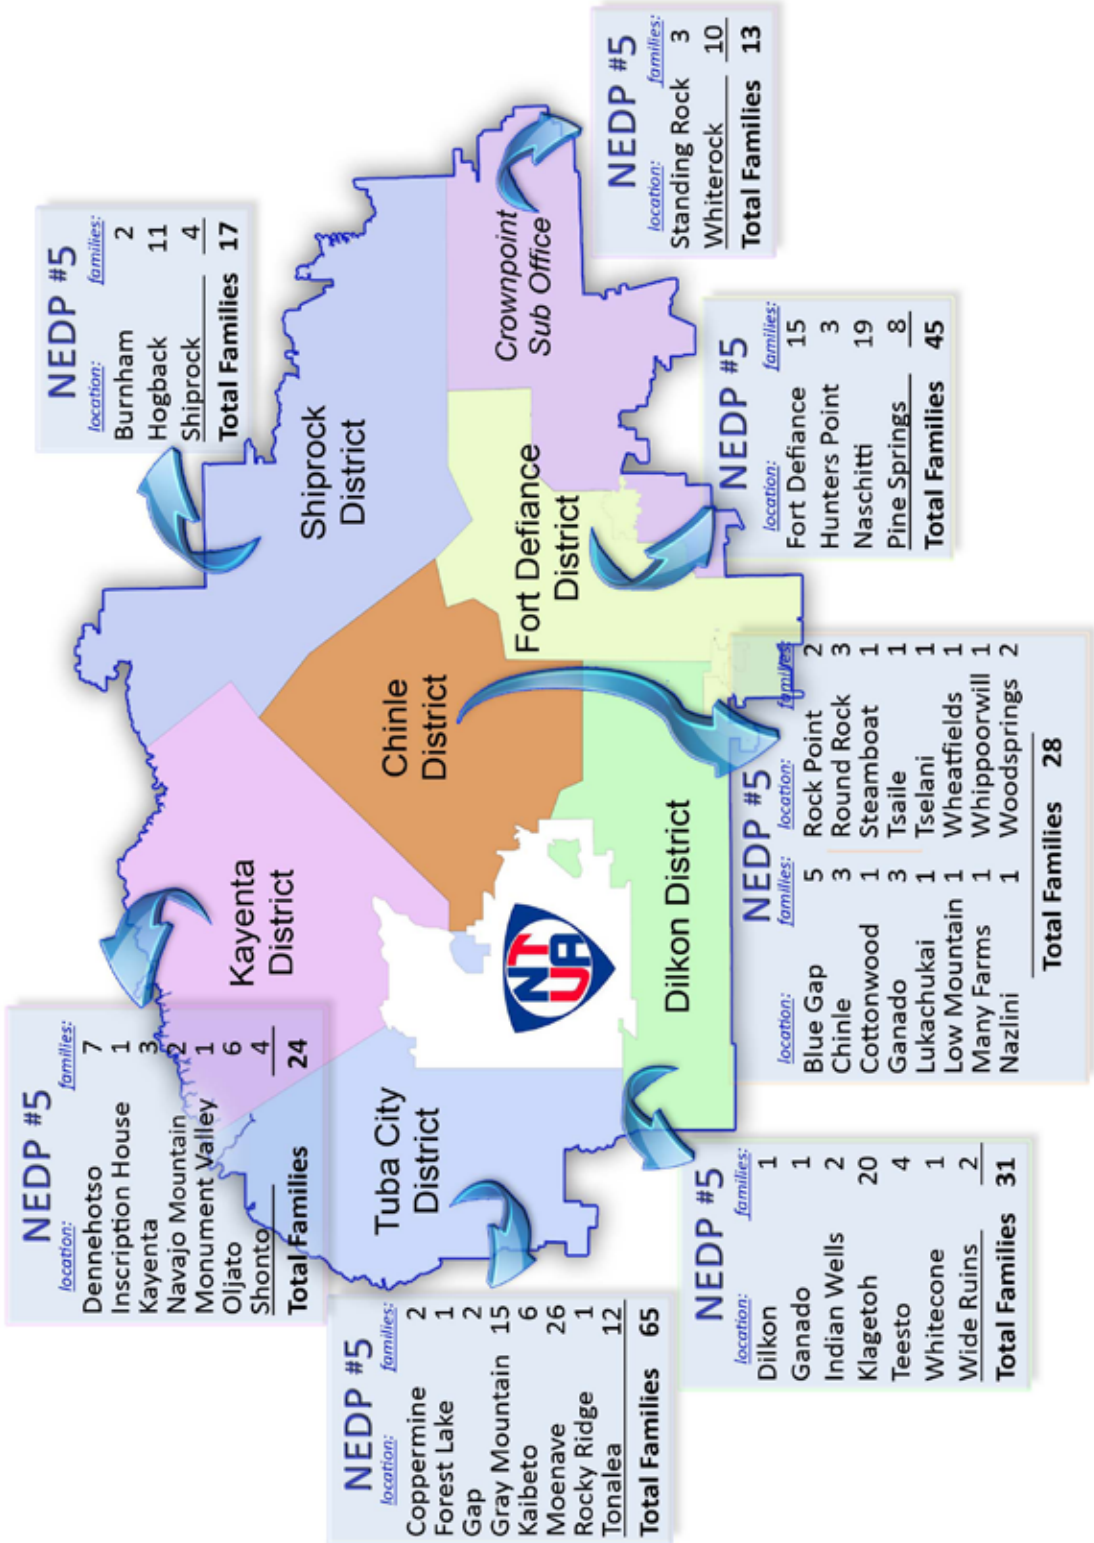 NEDP #5
location: families:
Dennehotso 7
Inscription House 1
Kayenta 3
Navajo Mountain 2
Monument Valley 1
Oljato 6
Shonto 4
Total Families 24
NEDP #5
location: families:
Burnham 2
Hogback 11
Shiprock 4
Total Families 17
Kayenta
District
Shiprock
District
Tuba City
District
Chinle
District
Crownpoint
Sub Office
Fort Defiance
District
Dilkon District
NTUA
NEDP #5
location: families:
Coppermine 2
Forest Lake 1
Gap 2
Gray Mountain 15
Kaibeto 6
Moenave 26
Rocky Ridge 1
Tonalea 12
Total Families 65
NEDP #5
location: families:
Standing Rock 3
Whiterock 10
Total Families 13
NEDP #5
location: families:
Dilkon 1
Ganado 1
Indian Wells 2
Klagetoh 20
Teesto 4
Whitecone 1
Wide Ruins 2
Total Families 31
NEDP #5
location: families: location: families:
Blue Gap 5 Rock Point 2
Chinle 3 Round Rock 3
Cottonwood 1 Steamboat 1
Ganado 3 Tsaile 1
Lukachukai 1 Tselani 1
Low Mountain 1 Wheatfields 1
Many Farms 1 Whippoorwill 1
Nazlini 1 Woodsprings 2
Total Families 28
NEDP #5
location: families:
Fort Defiance 15
Hunters Point 3
Naschitti 19
Pine Springs 8
Total Families 45